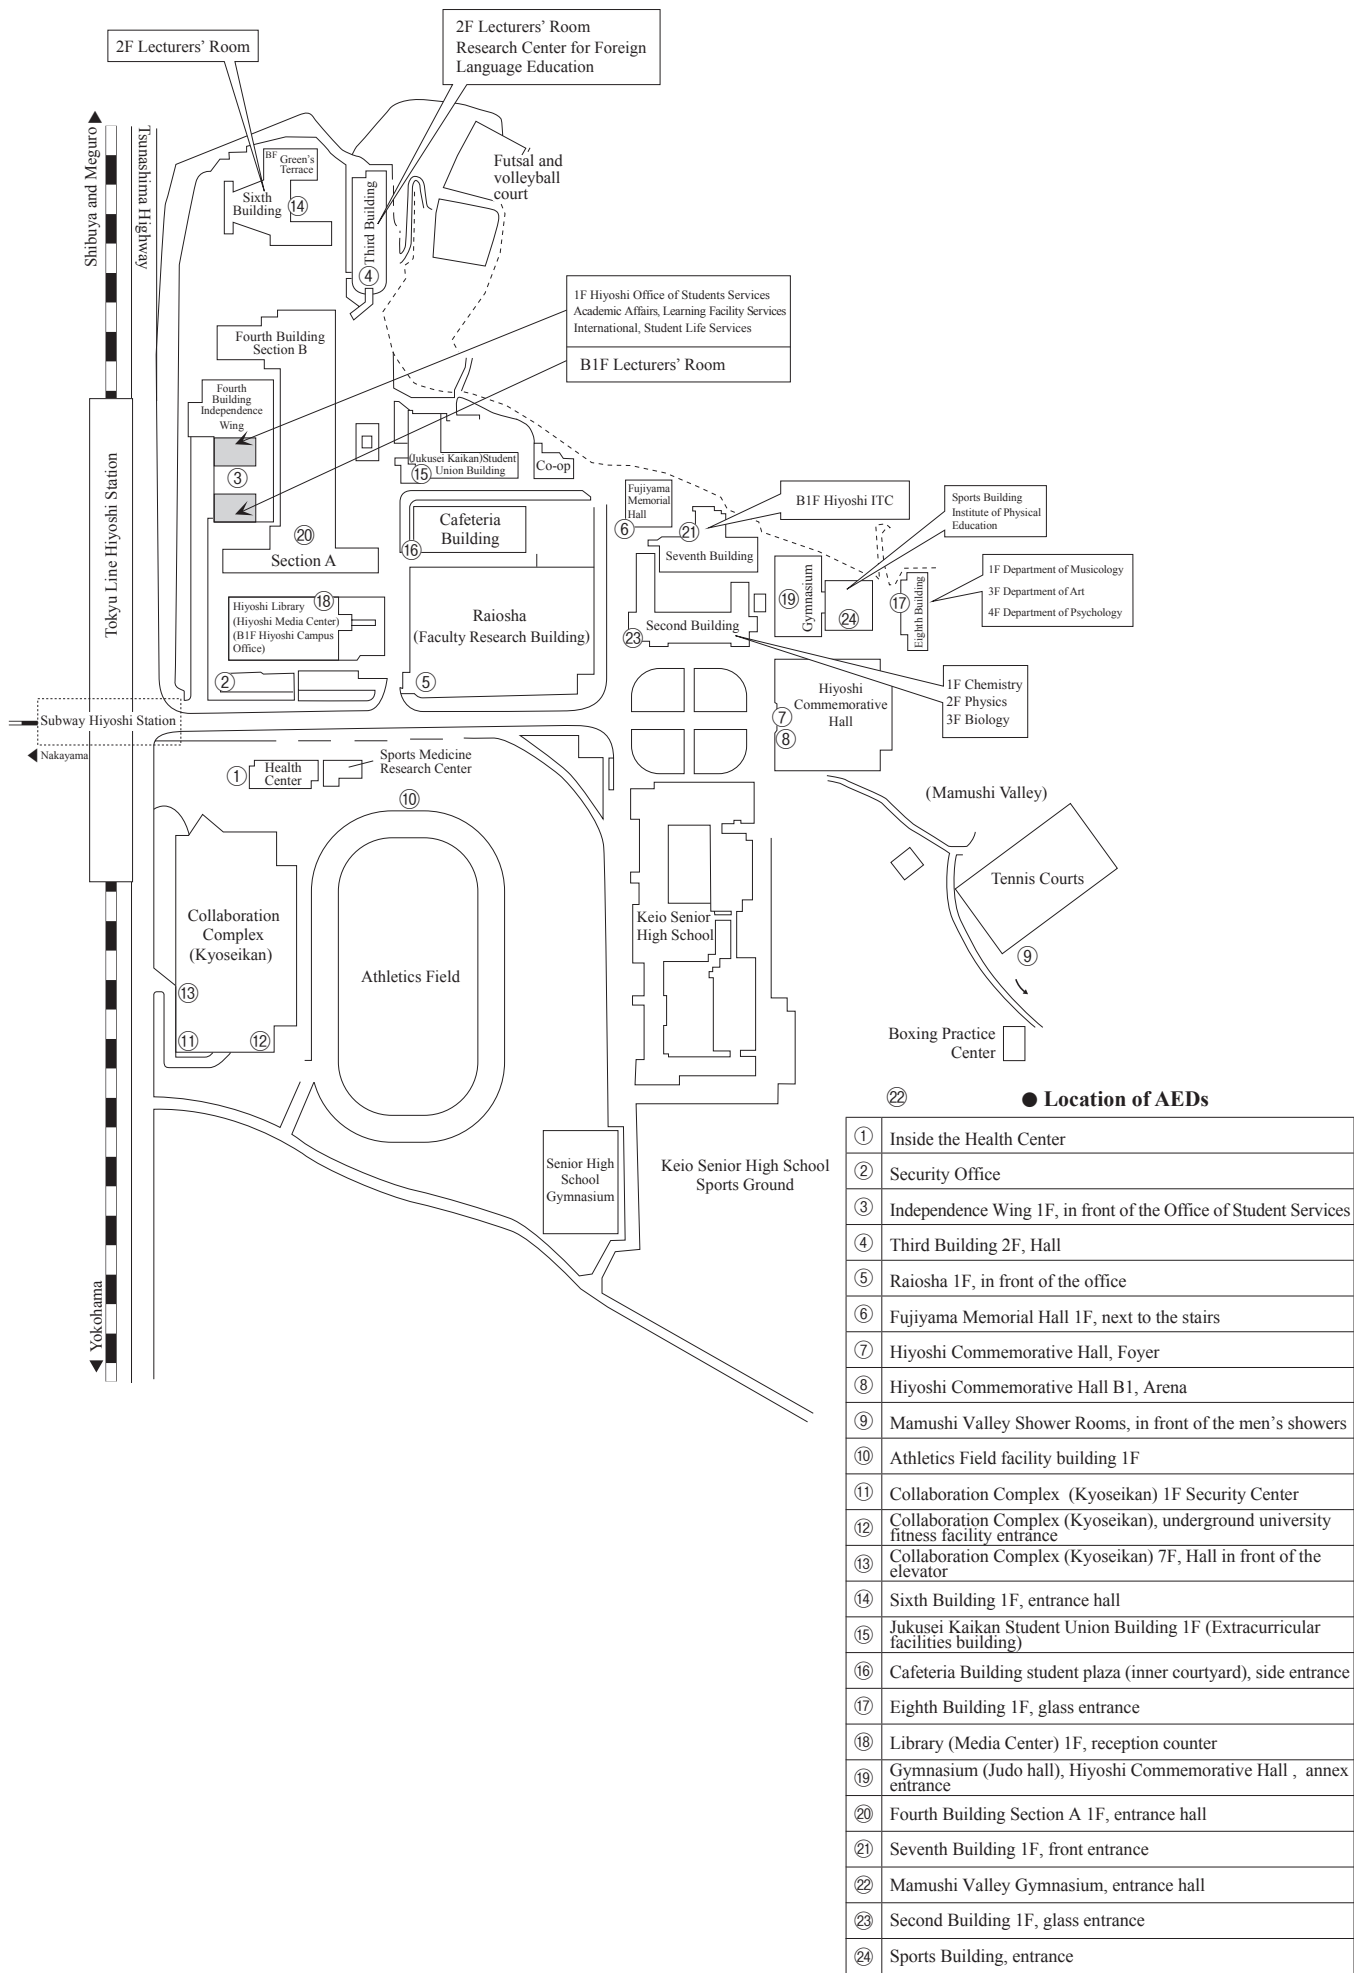 2F Lecturers’ Room
2F Lecturers’ Room
Research Center for Foreign
Language Education
▲
Shibuya and Meguro
Tsunashima Highway
BF Green's
Terrace
Sixth
Building
⑭
Third Building
④
Futsal and
volleyball
court
1F Hiyoshi Office of Students Services
Academic Affairs, Learning Facility Services
International, Student Life Services
B1F Lecturers’ Room
Fourth Building
Section B
Fourth
Building
Independence
Wing
③
⑳
Section A
Tokyu Line Hiyoshi Station
(Jukusei Kaikan)Student
Union Building
⑮
Co-op
Cafeteria
Building
⑯
Fujiyama
Memorial
Hall
⑥
㉑
Seventh Building
B1F Hiyoshi ITC
Sports Building
Institute of Physical
Education
1F Department of Musicology
3F Department of Art
4F Department of Psychology
Gymnasium
⑲
㉔
⑰
Eighth Building
Hiyoshi Library
(Hiyoshi Media Center)
(B1F Hiyoshi Campus
Office)
⑱
Raiosha
(Faculty Research Building)
⑤
Second Building
㉓
②
1F Chemistry
2F Physics
3F Biology
Hiyoshi
Commemorative
Hall
⑦
⑧
Subway Hiyoshi Station
◀ Nakayama
①
Health
Center
Sports Medicine
Research Center
⑩
(Mamushi Valley)
Tennis Courts
⑨
Collaboration
Complex
(Kyoseikan)
⑬
⑪
⑫
Athletics Field
Keio Senior
High School
Boxing Practice
Center
Senior High
School
Gymnasium
Keio Senior High School
Sports Ground
Yokohama
▼
㉒
● Location of AEDs
① Inside the Health Center
② Security Office
③ Independence Wing 1F, in front of the Office of Student Services
④ Third Building 2F, Hall
⑤ Raiosha 1F, in front of the office
⑥ Fujiyama Memorial Hall 1F, next to the stairs
⑦ Hiyoshi Commemorative Hall, Foyer
⑧ Hiyoshi Commemorative Hall B1, Arena
⑨ Mamushi Valley Shower Rooms, in front of the men’s showers
⑩ Athletics Field facility building 1F
⑪ Collaboration Complex (Kyoseikan) 1F Security Center
⑫ Collaboration Complex (Kyoseikan), underground university
fitness facility entrance
⑬ Collaboration Complex (Kyoseikan) 7F, Hall in front of the
elevator
⑭ Sixth Building 1F, entrance hall
⑮ Jukusei Kaikan Student Union Building 1F (Extracurricular
facilities building)
⑯ Cafeteria Building student plaza (inner courtyard), side entrance
⑰ Eighth Building 1F, glass entrance
⑱ Library (Media Center) 1F, reception counter
⑲ Gymnasium (Judo hall), Hiyoshi Commemorative Hall , annex
entrance
⑳ Fourth Building Section A 1F, entrance hall
㉑ Seventh Building 1F, front entrance
㉒ Mamushi Valley Gymnasium, entrance hall
㉓ Second Building 1F, glass entrance
㉔ Sports Building, entrance